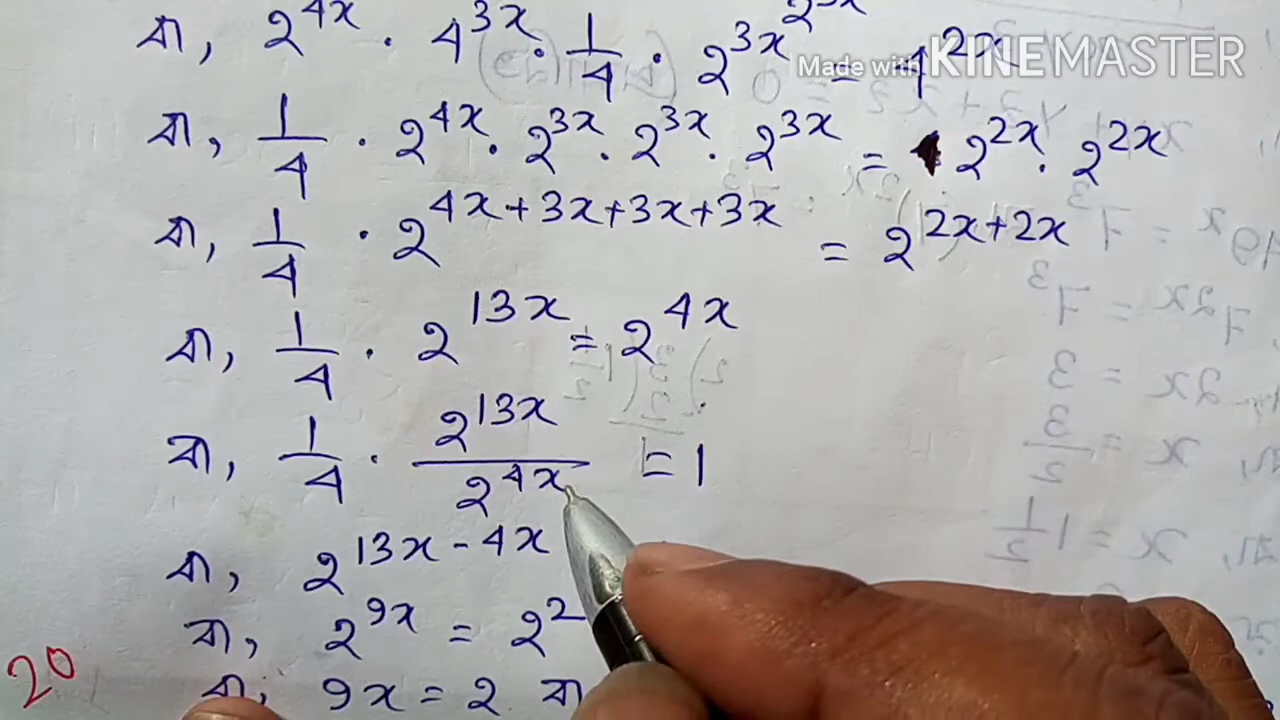 বা, 2^{4x} · 4^{3x} · 1/4 · 2^{3x} = 4^{2x}
Made with KINEMASTER
বা, 1/4 · 2^{4x} · 2^{3x} · 2^{3x} · 2^{3x} = 2^{2x} · 2^{2x}
বা, 1/4 · 2^{4x+3x+3x+3x} = 2^{2x+2x}
বা, 1/4 · 2^{13x} = 2^{4x}
বা, 1/4 · 2^{13x}/2^{4x} = 1
বা, 2^{13x-4x}
বা, 2^{9x} = 2^2
20
বা, 9x = 2 বা